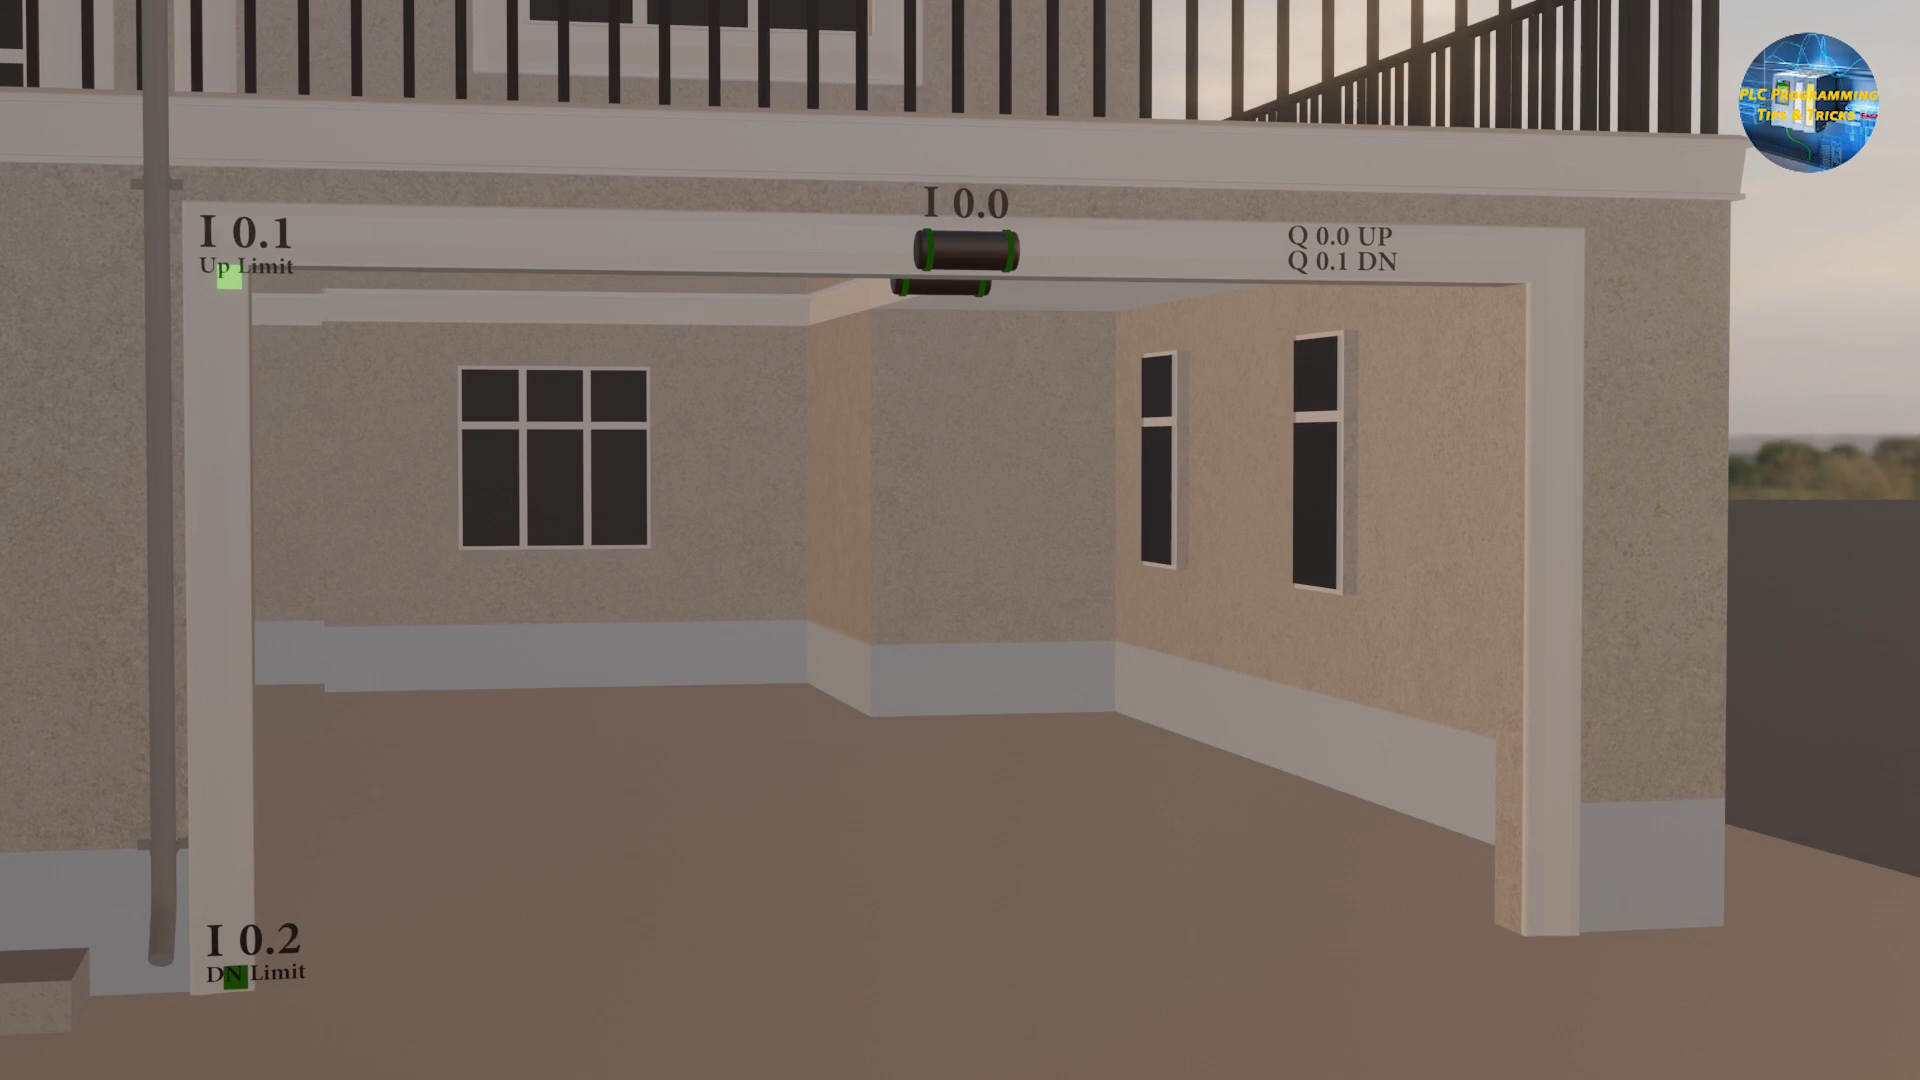 PLC PROGRAMMING
TIPS & TRICKS
I 0.0
I 0.1
Up Limit
Q 0.0 UP
Q 0.1 DN
I 0.2
DN Limit